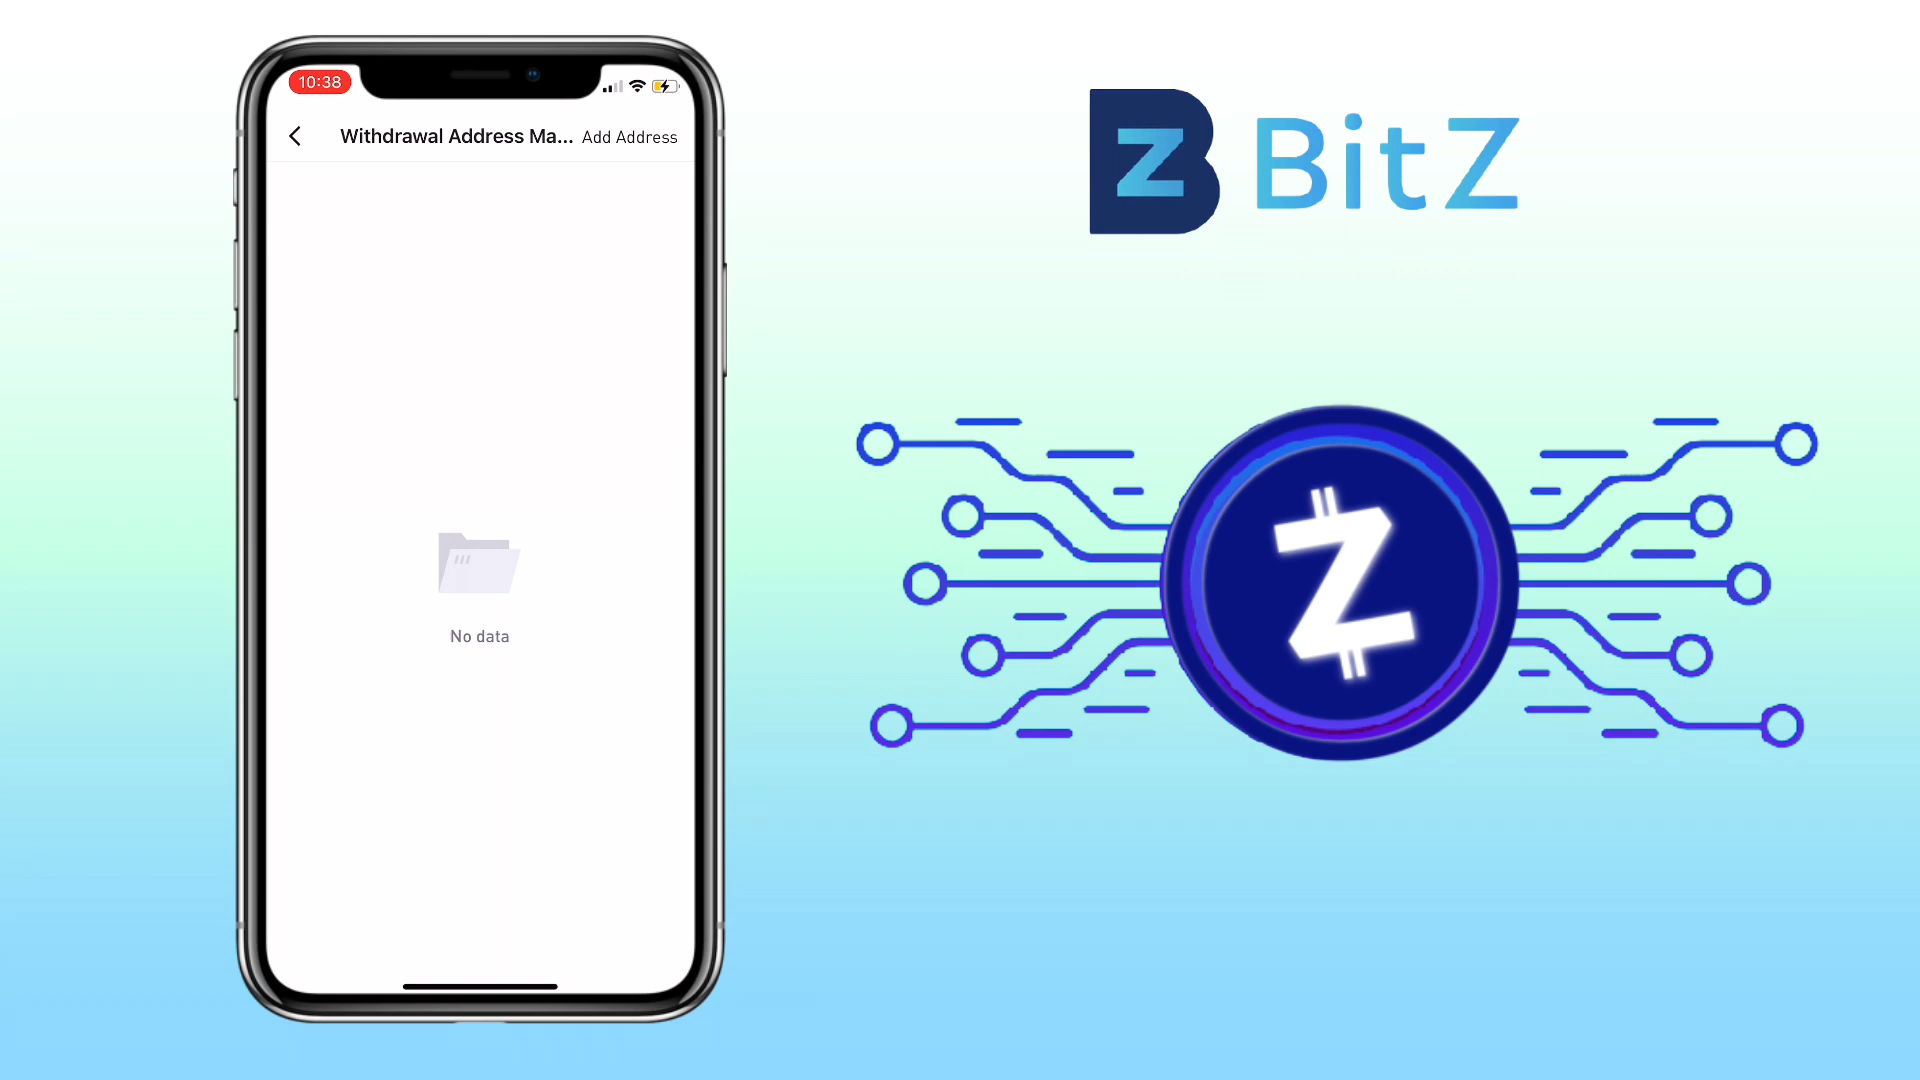 10:38
Withdrawal Address Ma... Add Address
No data
Z BitZ
Z